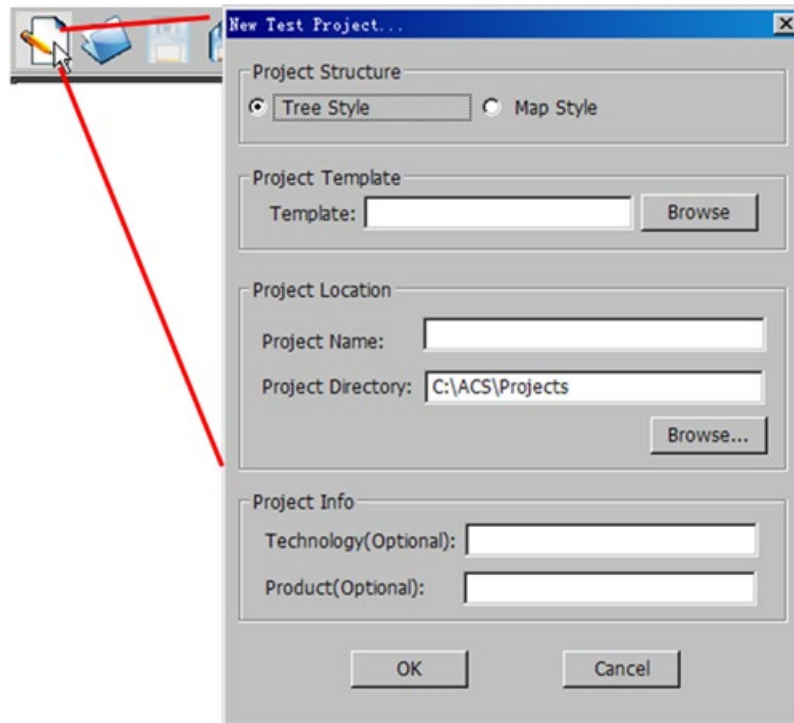 New Test Project...
Project Structure
Tree Style
Map Style
Project Template
Template:
Browse
Project Location
Project Name:
Project Directory: C:\ACS\Projects
Browse...
Project Info
Technology(Optional):
Product(Optional):
OK
Cancel